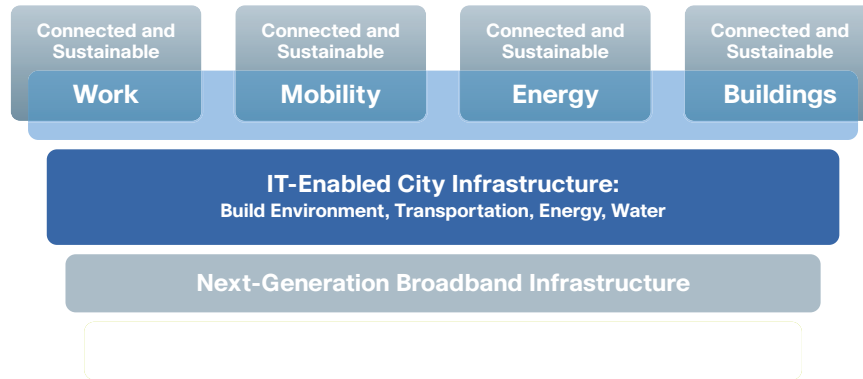 Connected and
Sustainable
Work
Connected and
Sustainable
Mobility
Connected and
Sustainable
Energy
Connected and
Sustainable
Buildings
IT-Enabled City Infrastructure:
Build Environment, Transportation, Energy, Water
Next-Generation Broadband Infrastructure